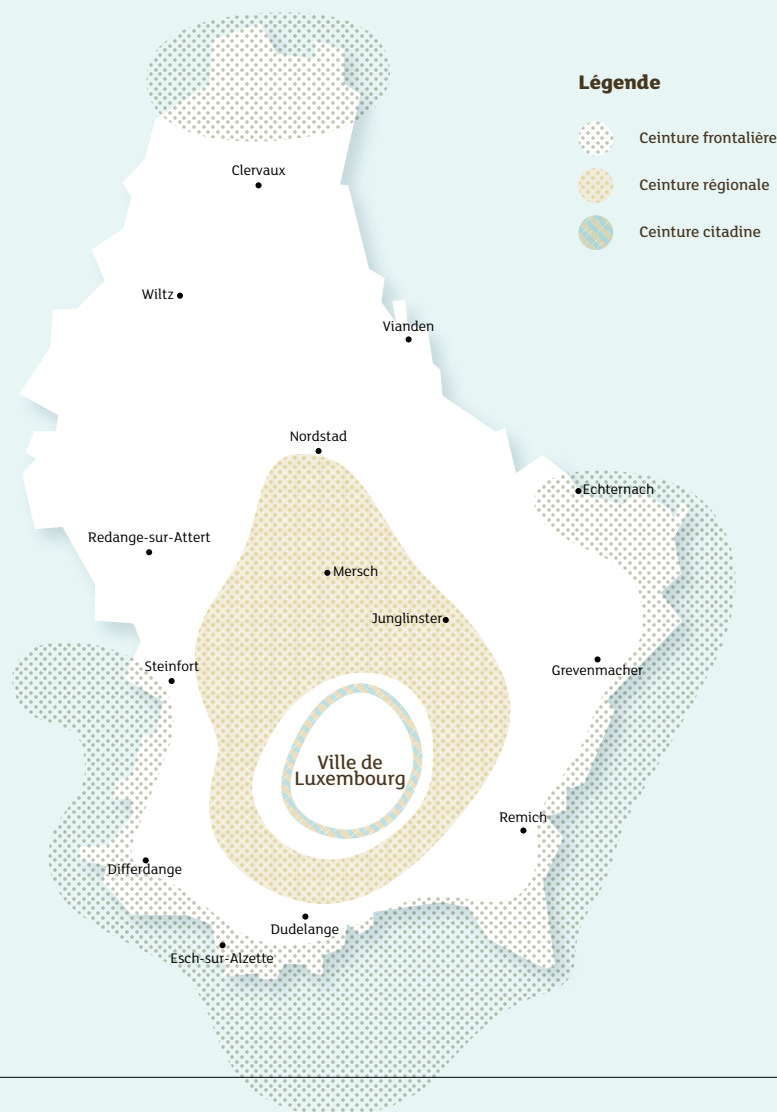 Légende
Ceinture frontalière
Ceinture régionale
Ceinture citadine
Clervaux
Wiltz
Vianden
Nordstad
Echternach
Redange-sur-Attert
Mersch
Junglinster
Steinfort
Grevenmacher
Ville de
Luxembourg
Remich
Differdange
Dudelange
Esch-sur-Alzette